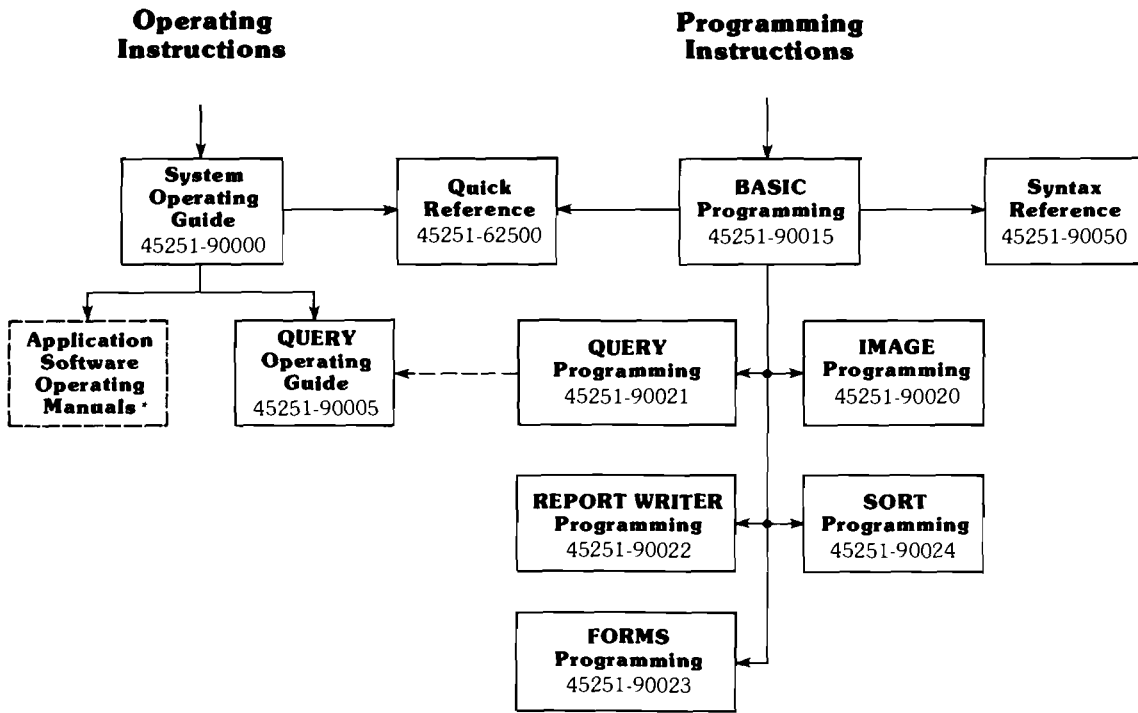 Operating
Instructions
Programming
Instructions
System
Operating
Guide
45251-90000
Quick
Reference
45251-62500
BASIC
Programming
45251-90015
Syntax
Reference
45251-90050
Application
Software
Operating
Manuals*
QUERY
Operating
Guide
45251-90005
QUERY
Programming
45251-90021
IMAGE
Programming
45251-90020
REPORT WRITER
Programming
45251-90022
SORT
Programming
45251-90024
FORMS
Programming
45251-90023